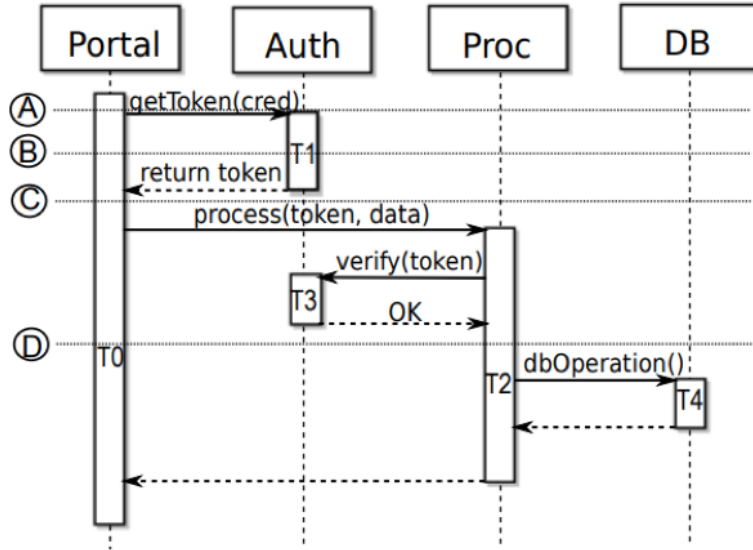 Portal Auth Proc DB
A getToken(cred)
B T1
return token
C
process(token, data)
verify(token)
T3 OK
D T0
dbOperation()
T2 T4